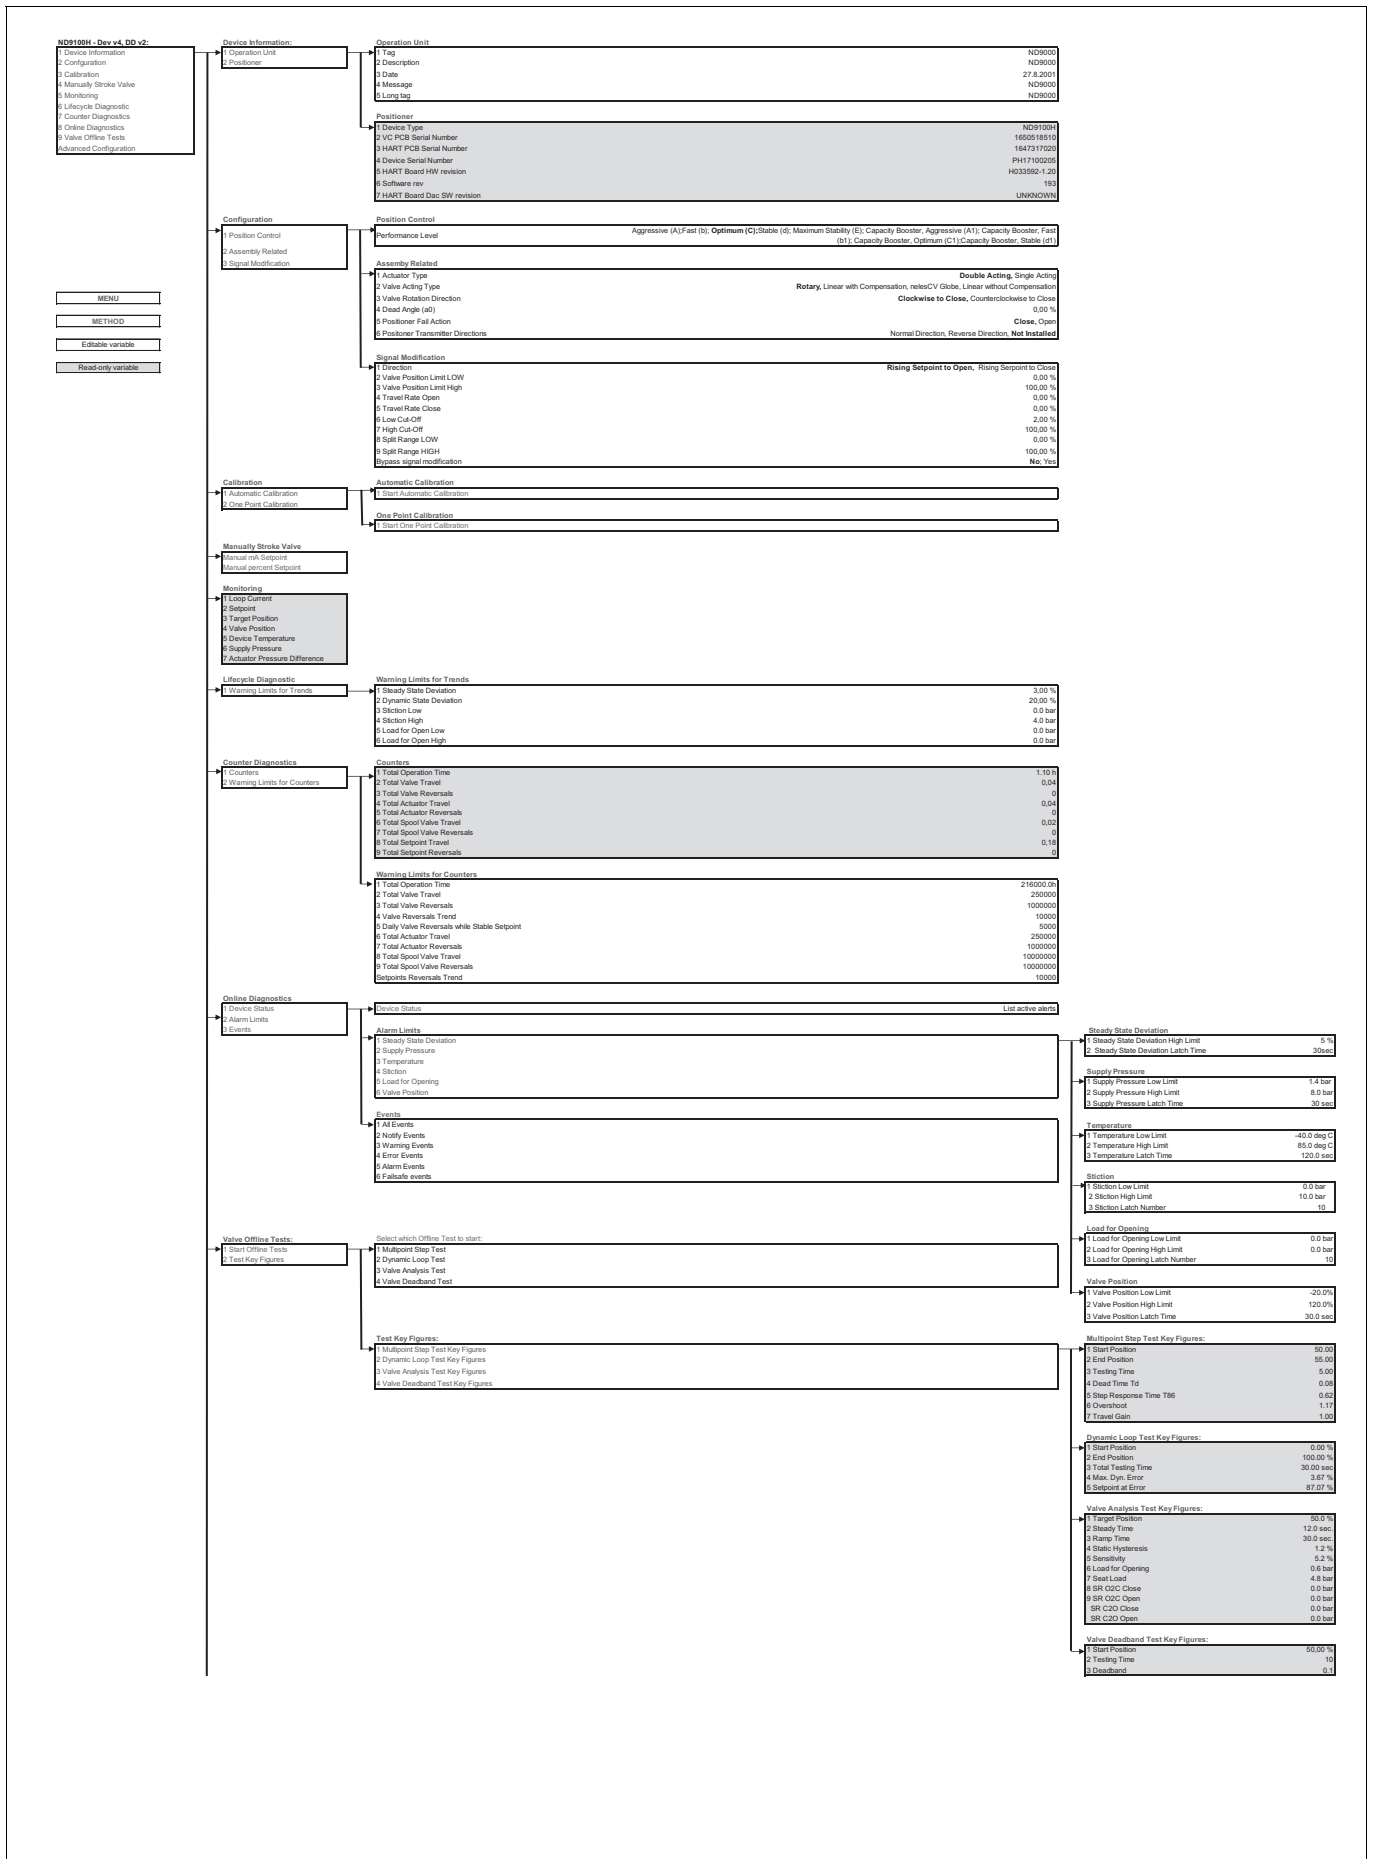 ND9100H - Dev v4, DD v2:
1 Device Information
2 Configuration
3 Calibration
4 Manually Stroke Valve
5 Monitoring
6 Lifecycle Diagnostic
7 Counter Diagnostics
8 Online Diagnostics
9 Valve Offline Tests
Advanced Configuration
MENU
METHOD
Editable variable
Read-only variable
Device Information:
1 Operation Unit
2 Positioner
Operation Unit
1 Tag ND9000
2 Description ND9000
3 Date 27.8.2001
4 Message ND9000
5 Long tag ND9000
Positioner
1 Device Type ND9100H
2 VC PCB Serial Number 1650518510
3 HART PCB Serial Number 1647317020
4 Device Serial Number PH17100205
5 HART Board HW revision H033592-1.20
6 Software rev 193
7 HART Board Dac SW revision UNKNOWN
Configuration
1 Position Control
2 Assembly Related
3 Signal Modification
Position Control
Performance Level
Aggressive (A);Fast (b); Optimum (C);Stable (d); Maximum Stability (E); Capacity Booster, Aggressive (A1); Capacity Booster, Fast
(b1); Capacity Booster, Optimum (C1);Capacity Booster, Stable (d1)
Assemby Related
1 Actuator Type Double Acting, Single Acting
2 Valve Acting Type Rotary, Linear with Compensation, nelesCV Globe, Linear without Compensation
3 Valve Rotation Direction Clockwise to Close, Counterclockwise to Close
4 Dead Angle (a0) 0,00 %
5 Positioner Fail Action Close, Open
6 Positoner Transmitter Directions Normal Direction, Reverse Direction, Not Installed
Signal Modification
1 Direction Rising Setpoint to Open, Rising Serpoint to Close
2 Valve Position Limit LOW 0,00 %
3 Valve Position Limit High 100,00 %
4 Travel Rate Open 0,00 %
5 Travel Rate Close 0,00 %
6 Low Cut-Off 2,00 %
7 High Cut-Off 100,00 %
8 Split Range LOW 0,00 %
9 Split Range HIGH 100,00 %
Bypass signal modification No; Yes
Calibration
1 Automatic Calibration
2 One Point Calibration
Automatic Calibration
1 Start Automatic Calibration
One Point Calibration
1 Start One Point Calibration
Manually Stroke Valve
Manual mA Setpoint
Manual percent Setpoint
Monitoring
1 Loop Current
2 Setpoint
3 Target Position
4 Valve Position
5 Device Temperature
6 Supply Pressure
7 Actuator Pressure Difference
Lifecycle Diagnostic
1 Warning Limits for Trends
Warning Limits for Trends
1 Steady State Deviation 3,00 %
2 Dynamic State Deviation 20,00 %
3 Stiction Low 0.0 bar
4 Stiction High 4.0 bar
5 Load for Open Low 0.0 bar
6 Load for Open High 0.0 bar
Counter Diagnostics
1 Counters
2 Warning Limits for Counters
Counters
1 Total Operation Time 1.10 h
2 Total Valve Travel 0,04
3 Total Valve Reversals 0
4 Total Actuator Travel 0,04
5 Total Actuator Reversals 0
6 Total Spool Valve Travel 0,02
7 Total Spool Valve Reversals 0
8 Total Setpoint Travel 0,18
9 Total Setpoint Reversals 0
Warning Limits for Counters
1 Total Operation Time 216000.0h
2 Total Valve Travel 250000
3 Total Valve Reversals 1000000
4 Valve Reversals Trend 10000
5 Daily Valve Reversals while Stable Setpoint 5000
6 Total Actuator Travel 250000
7 Total Actuator Reversals 1000000
8 Total Spool Valve Travel 10000000
9 Total Spool Valve Reversals 10000000
Setpoints Reversals Trend 10000
Online Diagnostics
1 Device Status
2 Alarm Limits
3 Events
Device Status List active alerts
Alarm Limits
1 Steady State Deviation
2 Supply Pressure
3 Temperature
4 Stiction
5 Load for Opening
6 Valve Position
Events
1 All Events
2 Notify Events
3 Warning Events
4 Error Events
5 Alarm Events
6 Failsafe events
Steady State Deviation
1 Steady State Deviation High Limit 5 %
2 Steady State Deviation Latch Time 30sec
Supply Pressure
1 Supply Pressure Low Limit 1.4 bar
2 Supply Pressure High Limit 8.0 bar
3 Supply Pressure Latch Time 30 sec
Temperature
1 Temperature Low Limit -40.0 deg C
2 Temperature High Limit 85.0 deg C
3 Temperature Latch Time 120.0 sec
Stiction
1 Stiction Low Limit 0.0 bar
2 Stiction High Limit 10.0 bar
3 Stiction Latch Number 10
Load for Opening
1 Load for Opening Low Limit 0.0 bar
2 Load for Opening High Limit 0.0 bar
3 Load for Opening Latch Number 10
Valve Position
1 Valve Position Low Limit -20.0%
2 Valve Position High Limit 120.0%
3 Valve Position Latch Time 30.0 sec
Valve Offline Tests:
1 Start Offline Tests
2 Test Key Figures
Select which Offline Test to start:
1 Multipoint Step Test
2 Dynamic Loop Test
3 Valve Analysis Test
4 Valve Deadband Test
Test Key Figures:
1 Multipoint Step Test Key Figures
2 Dynamic Loop Test Key Figures
3 Valve Analysis Test Key Figures
4 Valve Deadband Test Key Figures
Multipoint Step Test Key Figures:
1 Start Position 50.00
2 End Position 55.00
3 Testing Time 5.00
4 Dead Time Td 0.08
5 Step Response Time T86 0.62
6 Overshoot 1.17
7 Travel Gain 1.00
Dynamic Loop Test Key Figures:
1 Start Position 0.00 %
2 End Position 100.00 %
3 Total Testing Time 30.00 sec
4 Max. Dyn. Error 3.67 %
5 Setpoint at Error 87.07 %
Valve Analysis Test Key Figures:
1 Target Position 50.0 %
2 Steady Time 12.0 sec.
3 Ramp Time 30.0 sec.
4 Static Hysteresis 1.2 %
5 Sensitivity 5.2 %
6 Load for Opening 0.6 bar
7 Seat Load 4.8 bar
8 SR O2C Close 0.0 bar
9 SR O2C Open 0.0 bar
SR C2O Close 0.0 bar
SR C2O Open 0.0 bar
Valve Deadband Test Key Figures:
1 Start Position 50,00 %
2 Testing Time 10
3 Deadband 0.1